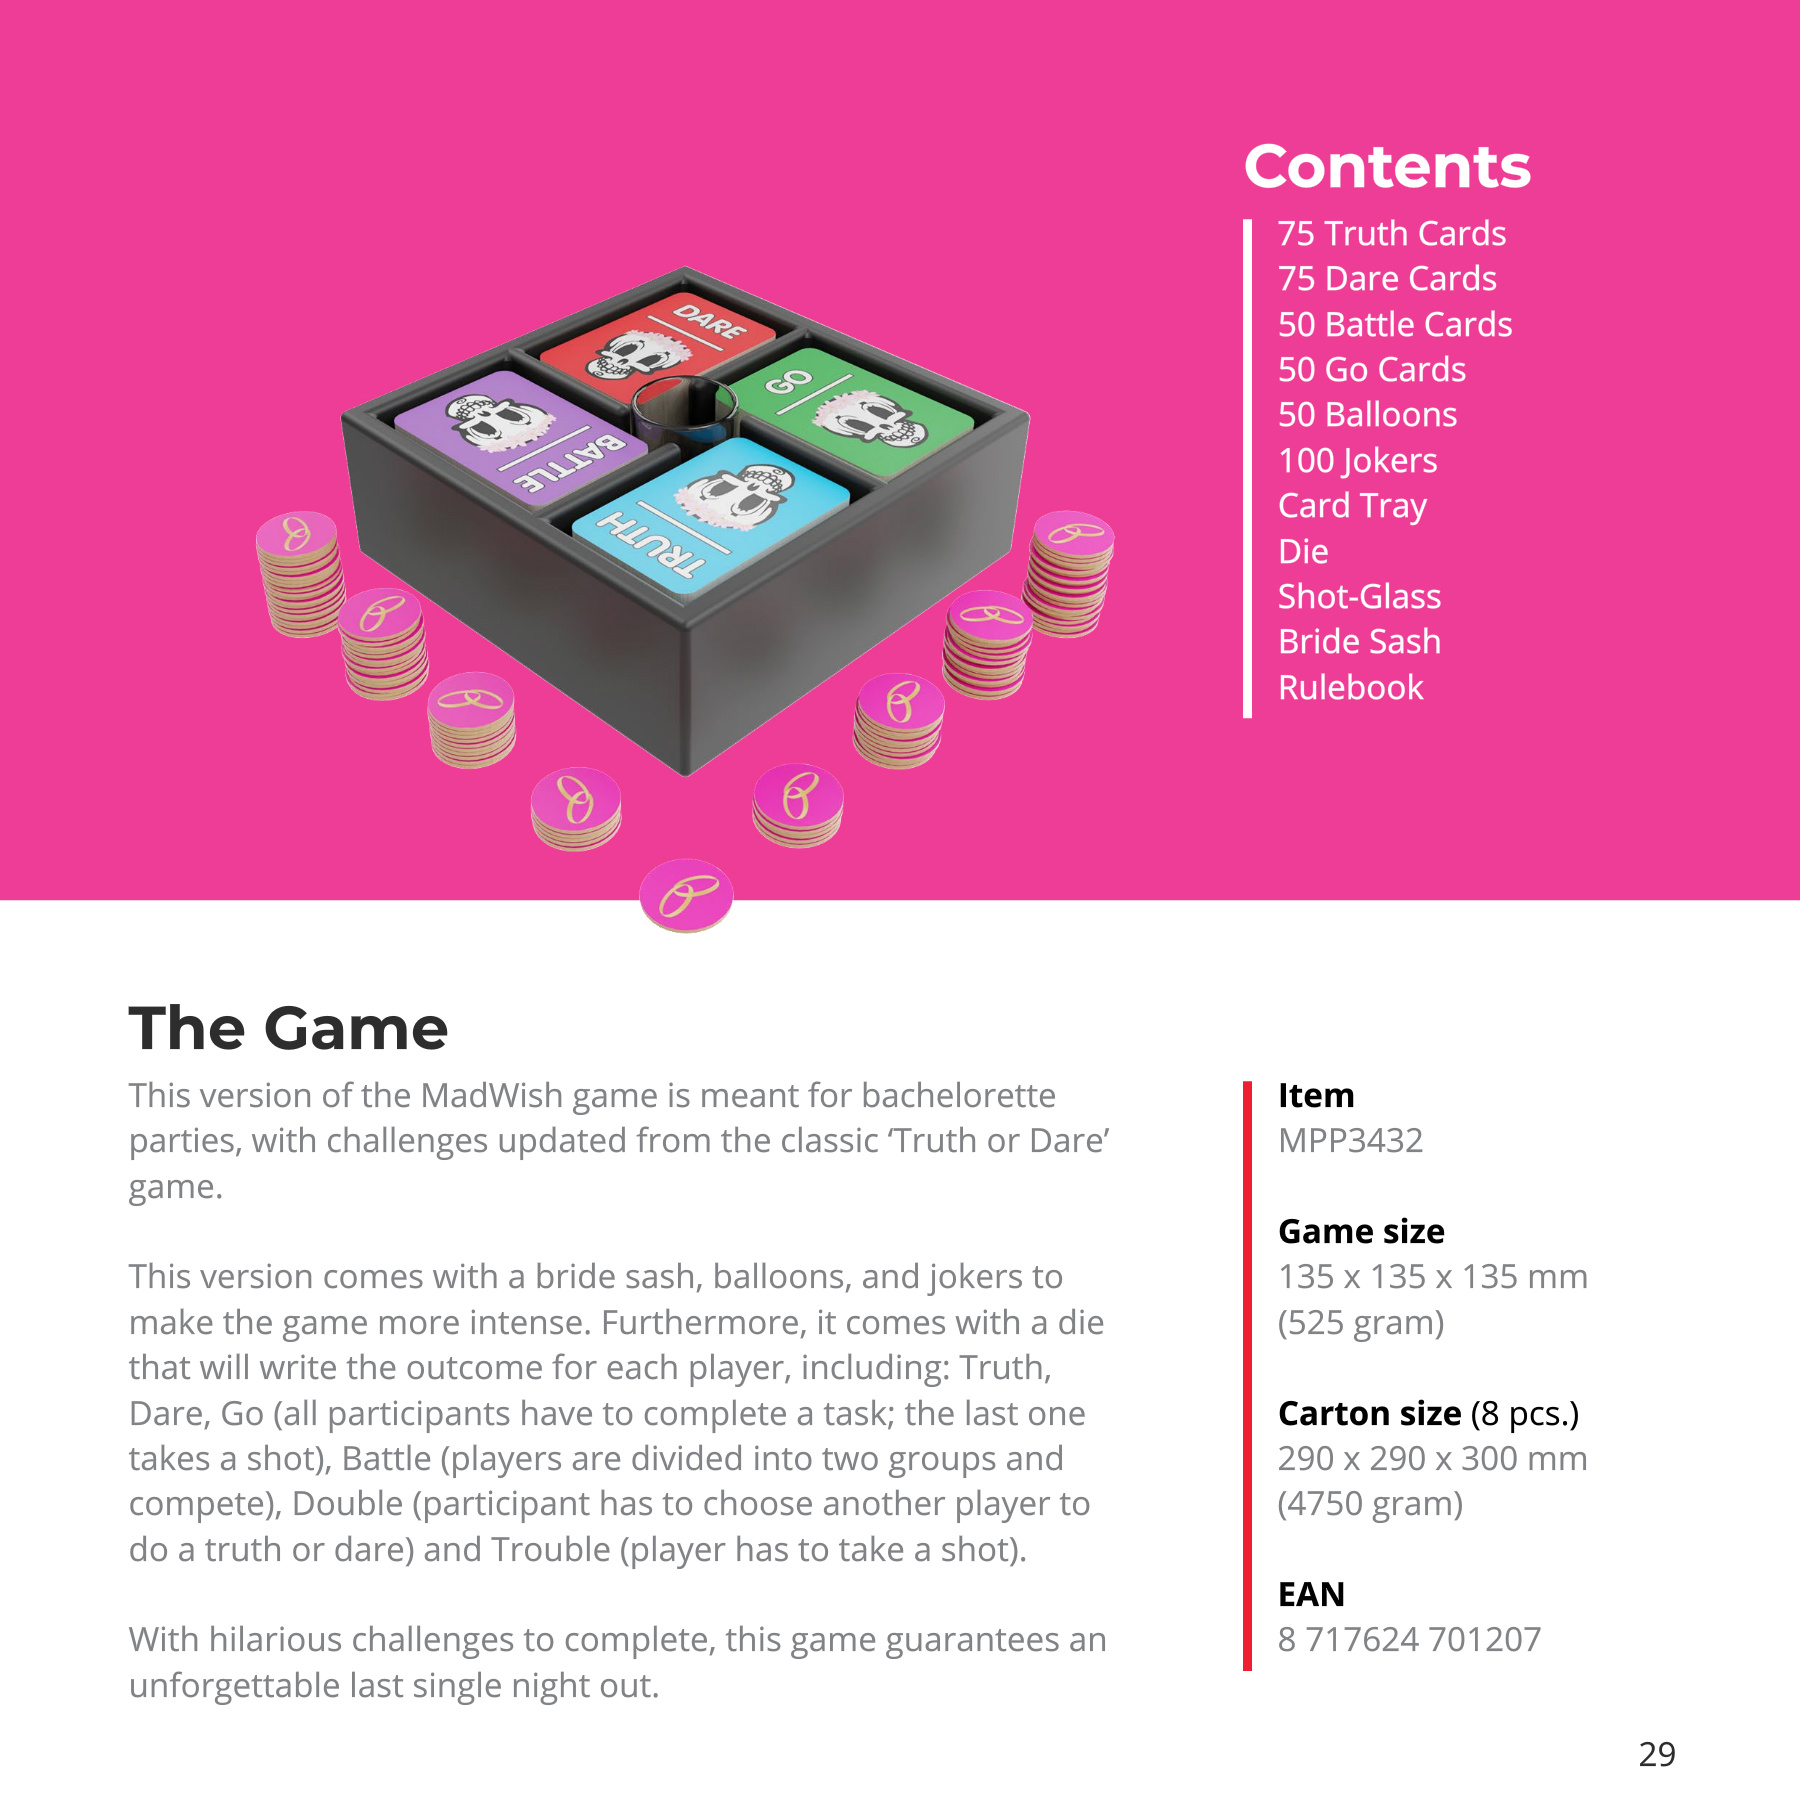 Contents
75 Truth Cards
75 Dare Cards
50 Battle Cards
50 Go Cards
50 Balloons
100 Jokers
Card Tray
Die
Shot-Glass
Bride Sash
Rulebook
DARE
GO
BATTLE
TRUTH
The Game
This version of the MadWish game is meant for bachelorette
parties, with challenges updated from the classic ‘Truth or Dare’
game.
This version comes with a bride sash, balloons, and jokers to
make the game more intense. Furthermore, it comes with a die
that will write the outcome for each player, including: Truth,
Dare, Go (all participants have to complete a task; the last one
takes a shot), Battle (players are divided into two groups and
compete), Double (participant has to choose another player to
do a truth or dare) and Trouble (player has to take a shot).
With hilarious challenges to complete, this game guarantees an
unforgettable last single night out.
Item
MPP3432
Game size
135 x 135 x 135 mm
(525 gram)
Carton size (8 pcs.)
290 x 290 x 300 mm
(4750 gram)
EAN
8 717624 701207
29